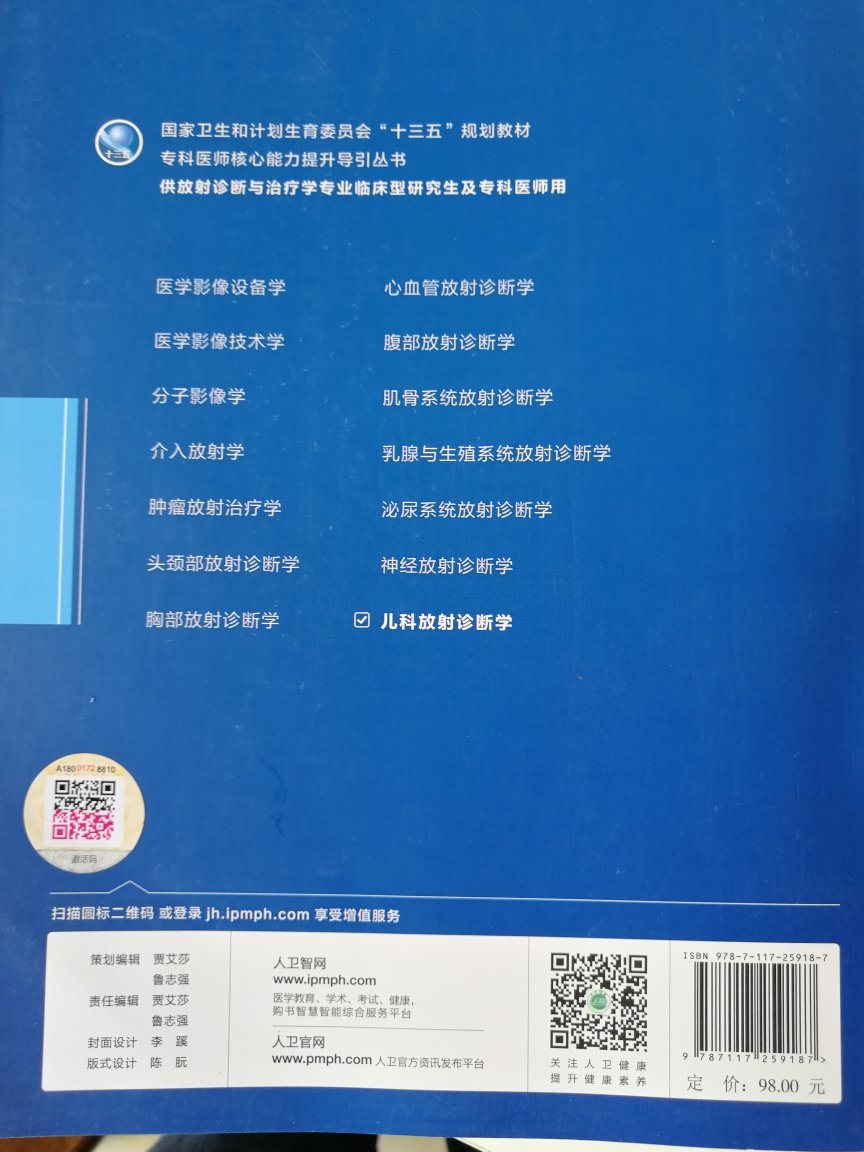 国家卫生和计划生育委员会“十三五”规划教材
十三五
专科医师核心能力提升导引丛书
供放射诊断与治疗学专业临床型研究生及专科医师用
医学影像设备学
心血管放射诊断学
医学影像技术学
腹部放射诊断学
分子影像学
肌骨系统放射诊断学
介入放射学
乳腺与生殖系统放射诊断学
肿瘤放射治疗学
泌尿系统放射诊断学
头颈部放射诊断学
神经放射诊断学
胸部放射诊断学
儿科放射诊断学
A18001728810
激活码
扫描圆标二维码 或登录 jh.ipmph.com 享受增值服务
策划编辑 贾艾莎
鲁志强
责任编辑 贾艾莎
鲁志强
封面设计 李 蹊
版式设计 陈 朊
人卫智网
www.ipmph.com
医学教育、学术、考试、健康，
购书智慧智能综合服务平台
人卫官网
www.pmph.com 人卫官方资讯发布平台
关注人卫健康
提升健康素养
ISBN 978-7-117-25918-7
9 787117 259187 >
定 价：98.00 元